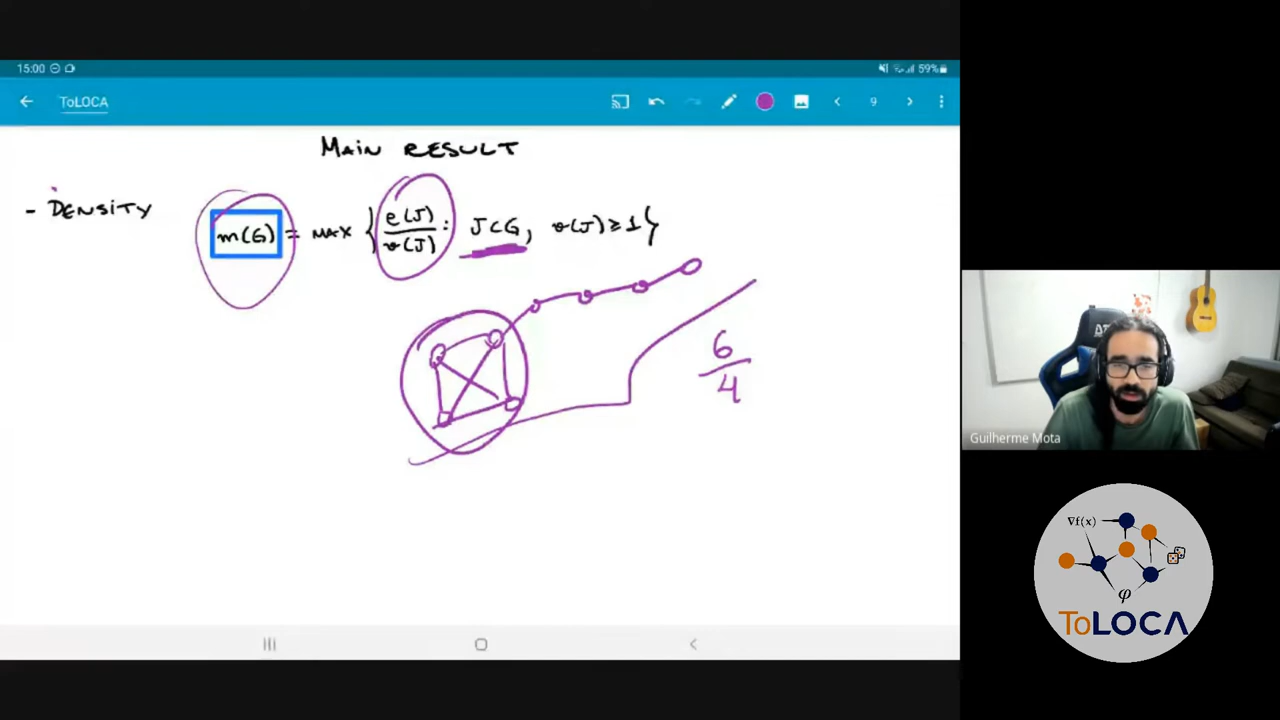 15:00
59%
ToLOCA
9
MAIN RESULT
- DENSITY
m(G) = MAX { e(J)/v(J) : J⊂G, v(J)≥1 }
6
4
Guilherme Mota
∇f(x)
φ
ToLOCA